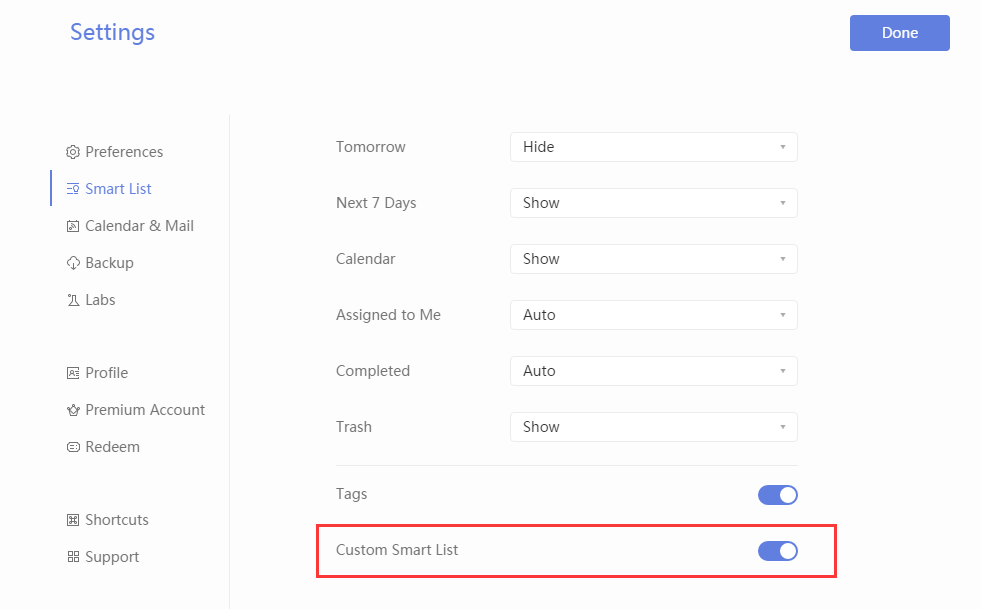 Settings
Done
Preferences
Smart List
Calendar & Mail
Backup
Labs
Profile
Premium Account
Redeem
Shortcuts
Support
Tomorrow Hide
Next 7 Days Show
Calendar Show
Assigned to Me Auto
Completed Auto
Trash Show
Tags
Custom Smart List